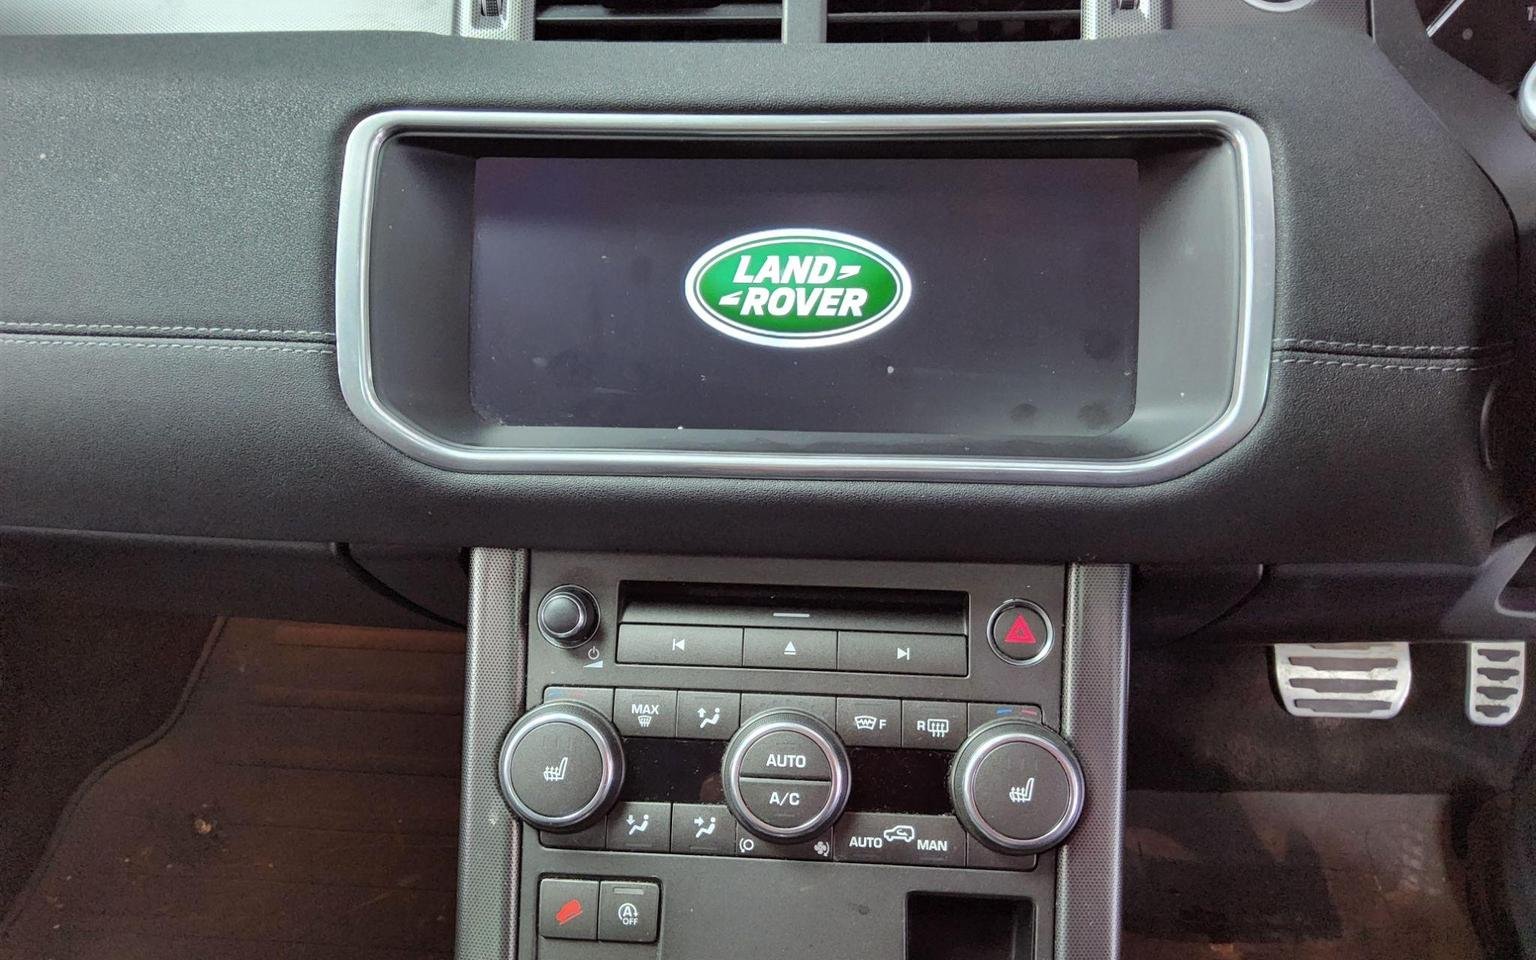 LAND
ROVER
MAX
F
R
AUTO
A/C
AUTO MAN
A
OFF